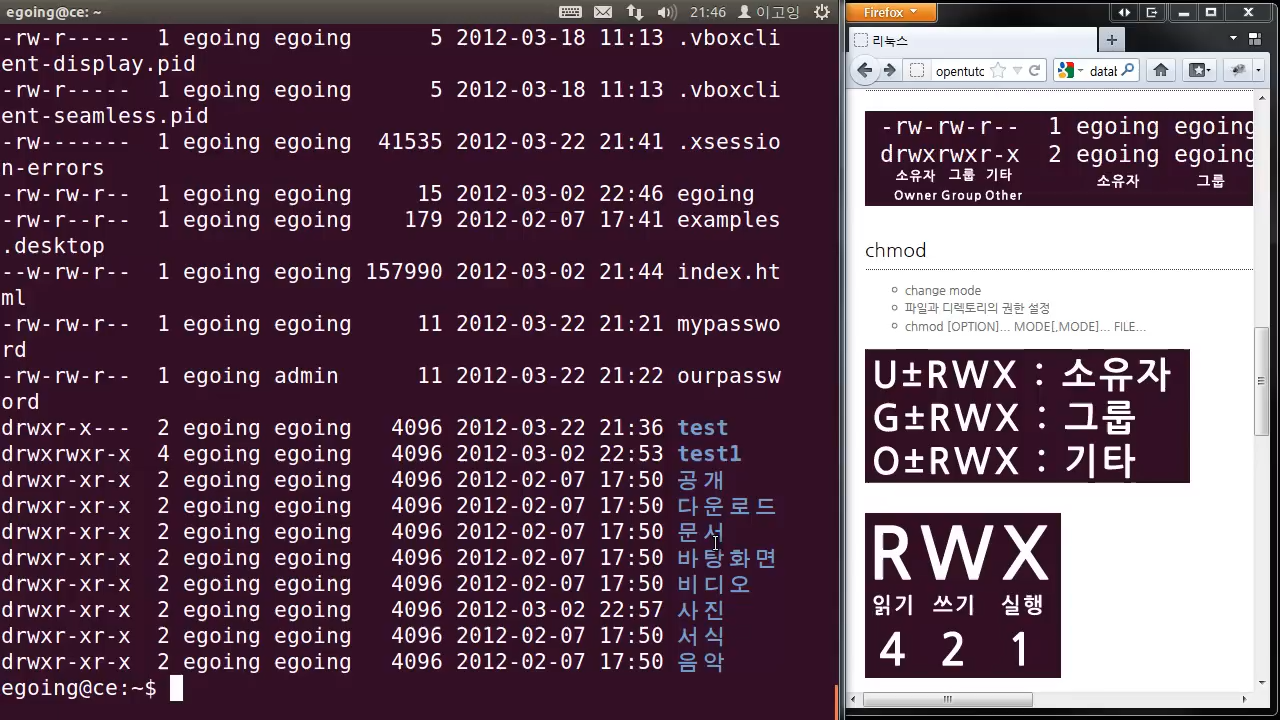 egoing@ce: ~
21:46 이고잉
-rw-r----- 1 egoing egoing 5 2012-03-18 11:13 .vboxcli
ent-display.pid
-rw-r----- 1 egoing egoing 5 2012-03-18 11:13 .vboxcli
ent-seamless.pid
-rw------- 1 egoing egoing 41535 2012-03-22 21:41 .xsessio
n-errors
-rw-rw-r-- 1 egoing egoing 15 2012-03-02 22:46 egoing
-rw-r--r-- 1 egoing egoing 179 2012-02-07 17:41 examples
.desktop
--w-rw-r-- 1 egoing egoing 157990 2012-03-02 21:44 index.ht
ml
-rw-rw-r-- 1 egoing egoing 11 2012-03-22 21:21 mypasswo
rd
-rw-rw-r-- 1 egoing admin 11 2012-03-22 21:22 ourpassw
ord
drwxr-x--- 2 egoing egoing 4096 2012-03-22 21:36 test
drwxrwxr-x 4 egoing egoing 4096 2012-03-02 22:53 test1
drwxr-xr-x 2 egoing egoing 4096 2012-02-07 17:50 공개
drwxr-xr-x 2 egoing egoing 4096 2012-02-07 17:50 다운로드
drwxr-xr-x 2 egoing egoing 4096 2012-02-07 17:50 문서
drwxr-xr-x 2 egoing egoing 4096 2012-02-07 17:50 바탕화면
drwxr-xr-x 2 egoing egoing 4096 2012-02-07 17:50 비디오
drwxr-xr-x 2 egoing egoing 4096 2012-03-02 22:57 사진
drwxr-xr-x 2 egoing egoing 4096 2012-02-07 17:50 서식
drwxr-xr-x 2 egoing egoing 4096 2012-02-07 17:50 음악
egoing@ce:~$
Firefox
리눅스
opentutc
datab
-rw-rw-r-- 1 egoing egoing
drwxrwxr-x 2 egoing egoing
소유자 그룹 기타 소유자 그룹
Owner Group Other
chmod
change mode
파일과 디렉토리의 권한 설정
chmod [OPTION]... MODE[,MODE]... FILE...
U±RWX : 소유자
G±RWX : 그룹
O±RWX : 기타
RWX
읽기 쓰기 실행
4 2 1